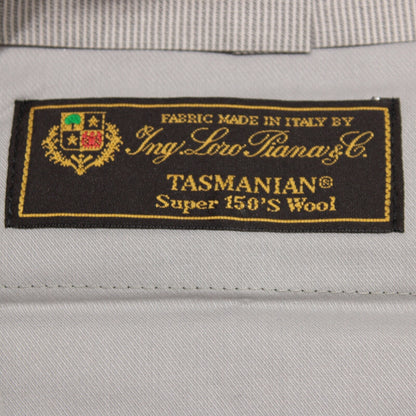 FABRIC MADE IN ITALY BY
Ing. Loro Piana & C.
TASMANIAN®
Super 150'S Wool